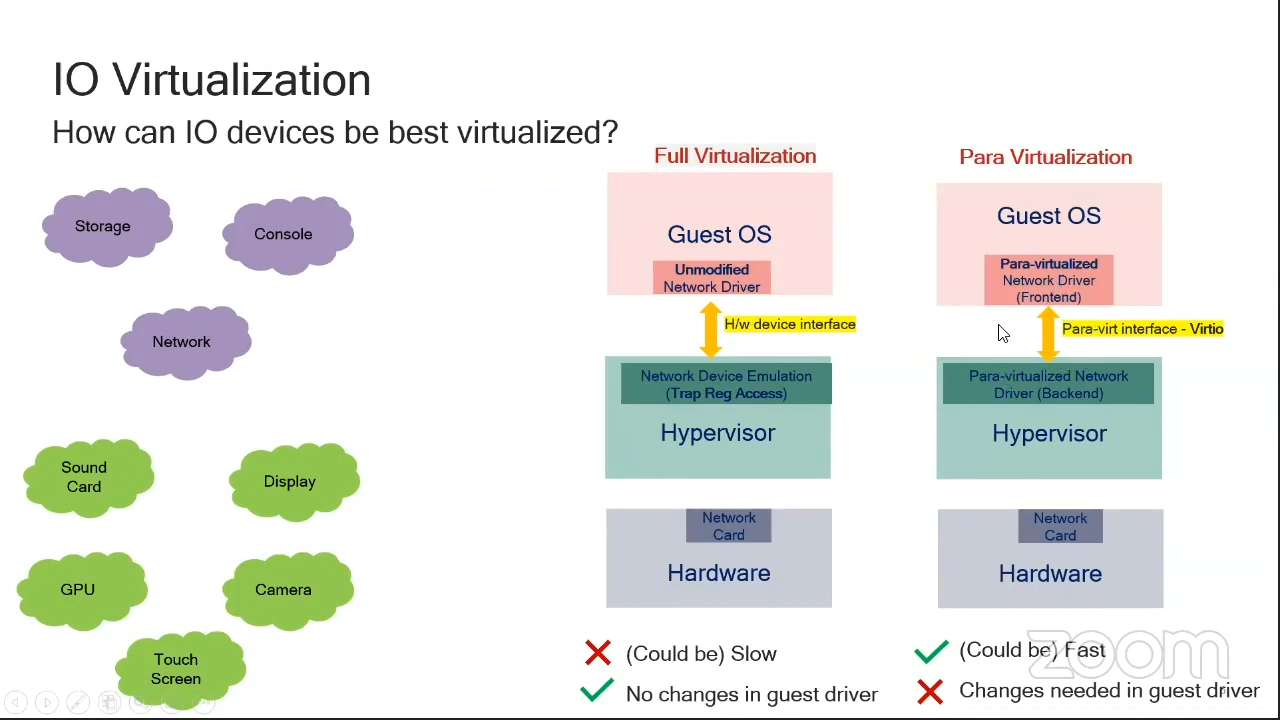 IO Virtualization
How can IO devices be best virtualized?
Storage
Console
Network
Sound
Card
Display
GPU
Camera
Touch
Screen
Full Virtualization
Guest OS
Unmodified
Network Driver
H/w device interface
Network Device Emulation
(Trap Reg Access)
Hypervisor
Network
Card
Hardware
(Could be) Slow
No changes in guest driver
Para Virtualization
Guest OS
Para-virtualized
Network Driver
(Frontend)
Para-virt interface - Virtio
Para-virtualized Network
Driver (Backend)
Hypervisor
Network
Card
Hardware
(Could be) Fast
Changes needed in guest driver
zoom